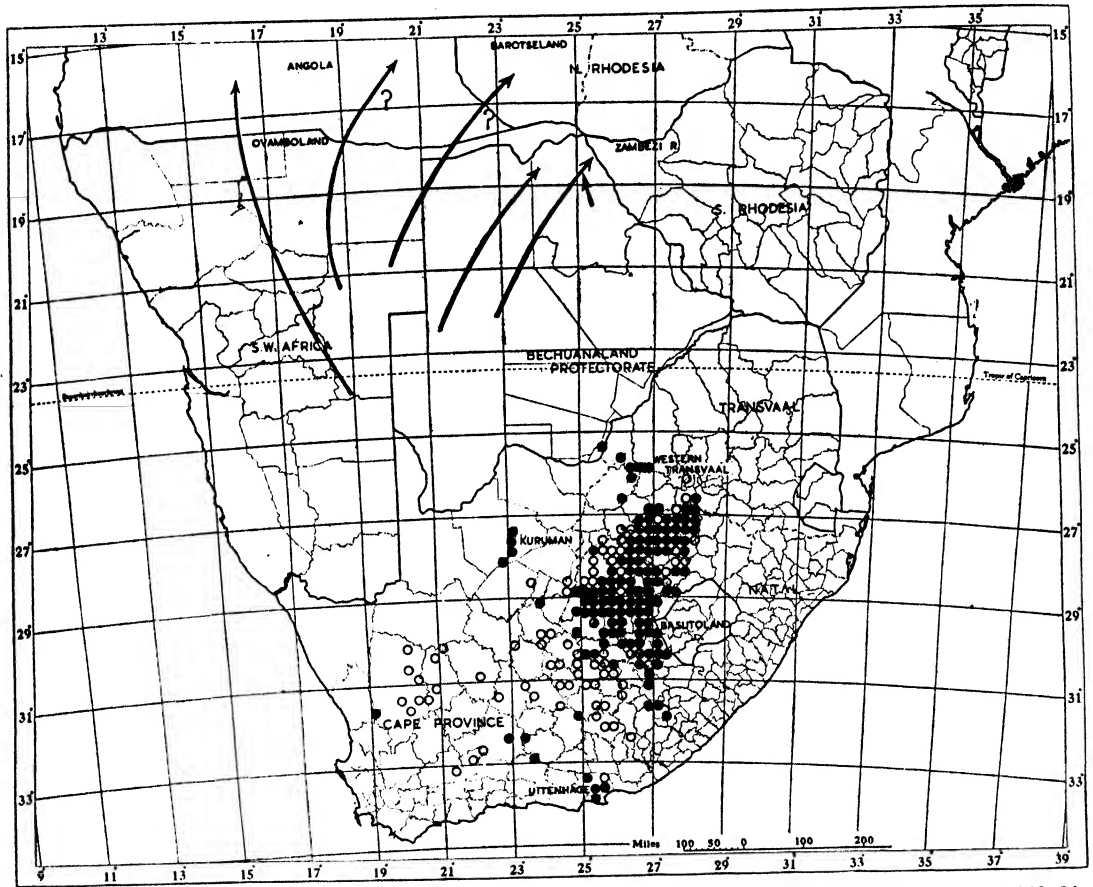 13° 15° 17° 19° 21° 23° 25° 27° 29° 31° 33° 35°
15° 15°
BAROTSELAND
ANGOLA
N. RHODESIA
?
?
17° 17°
OVAMBOLAND
ZAMBEZI R.
19° 19°
S. RHODESIA
21° 21°
S.W. AFRICA
BECHUANALAND
PROTECTORATE
23° 23°
Tropic of Capricorn
TRANSVAAL
25° 25°
WESTERN
TRANSVAAL
27° 27°
KURUMAN
NATAL
29° 29°
BASUTOLAND
31° 31°
CAPE PROVINCE
33° 33°
UITENHAGE
Miles 100 50 0 100 200
9 11 13 15 17 19 21 23 25 27 29 31 33 35 37 39